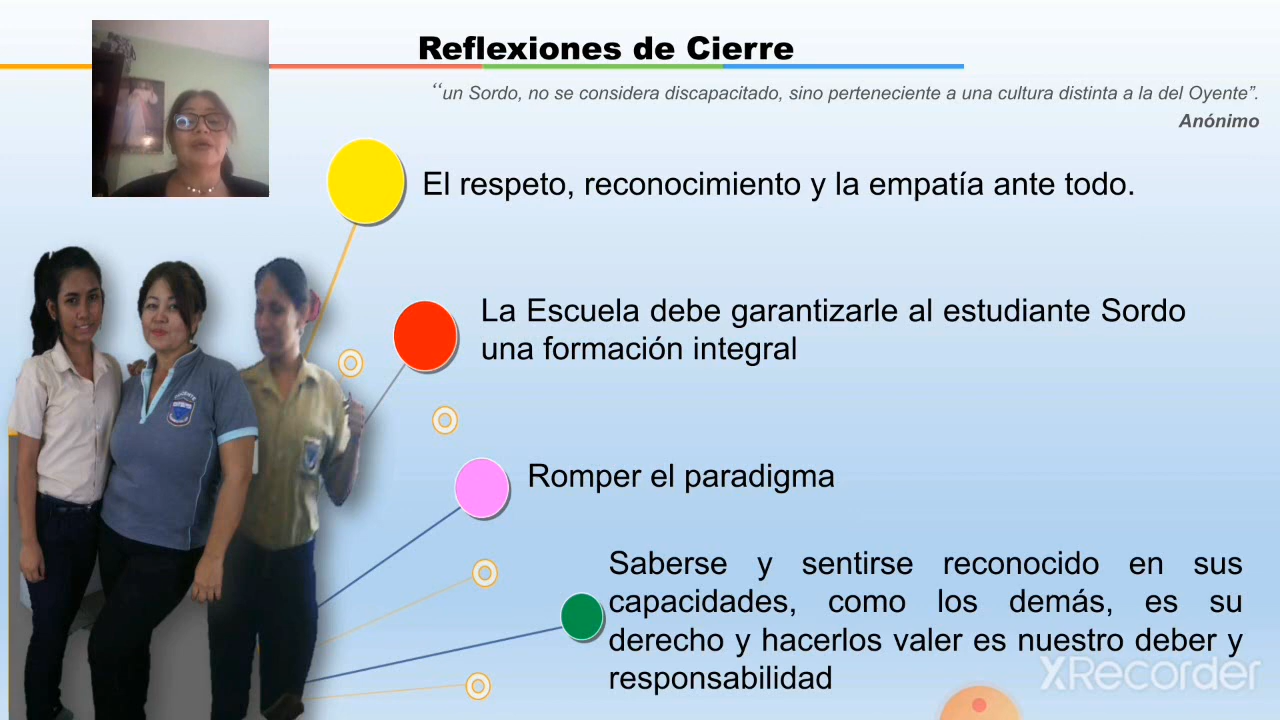 Reflexiones de Cierre
“un Sordo, no se considera discapacitado, sino perteneciente a una cultura distinta a la del Oyente”.
Anónimo
El respeto, reconocimiento y la empatía ante todo.
La Escuela debe garantizarle al estudiante Sordo
una formación integral
Romper el paradigma
Saberse y sentirse reconocido en sus
capacidades, como los demás, es su
derecho y hacerlos valer es nuestro deber y
responsabilidad
XRecorder